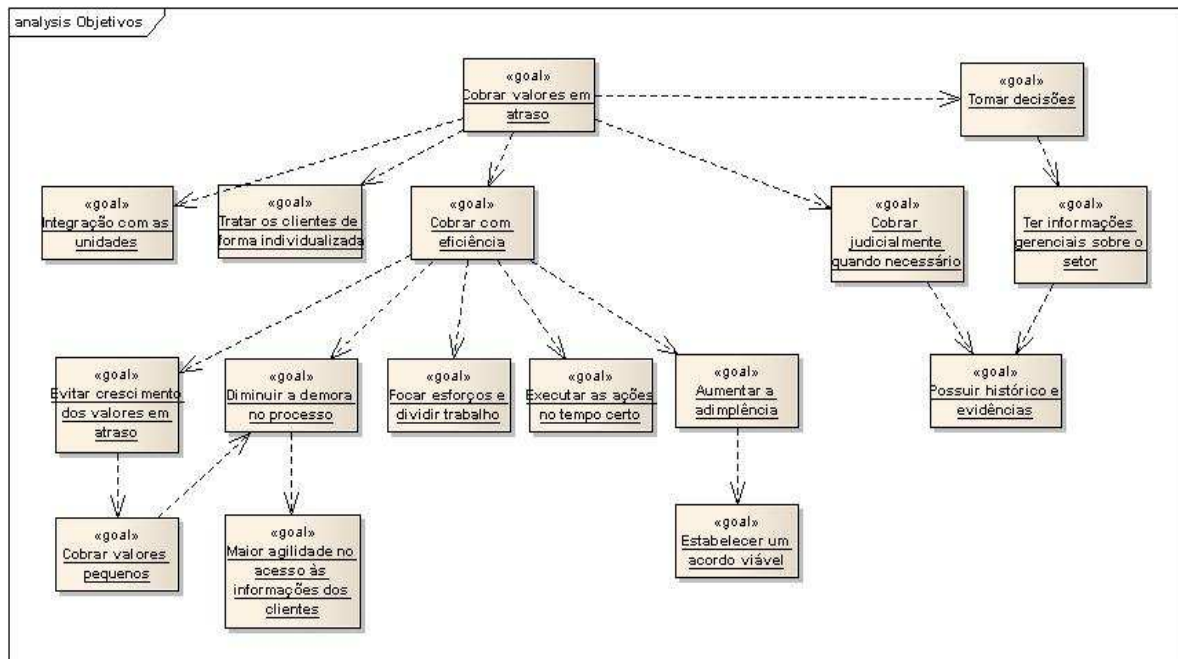 analysis Objetivos
«goal»
Cobrar valores em
atraso
«goal»
Tomar decisões
«goal»
Integração com as
unidades
«goal»
Tratar os clientes de
forma individualizada
«goal»
Cobrar com
eficiência
«goal»
Cobrar
judicialmente
quando necessário
«goal»
Ter informações
gerenciais sobre o
setor
«goal»
Evitar crescimento
dos valores em
atraso
«goal»
Diminuir a demora
no processo
«goal»
Focar esforços e
dividir trabalho
«goal»
Executar as ações
no tempo certo
«goal»
Aumentar a
adimplência
«goal»
Possuir histórico e
evidências
«goal»
Cobrar valores
pequenos
«goal»
Maior agilidade no
acesso às
informações dos
clientes
«goal»
Estabelecer um
acordo viável